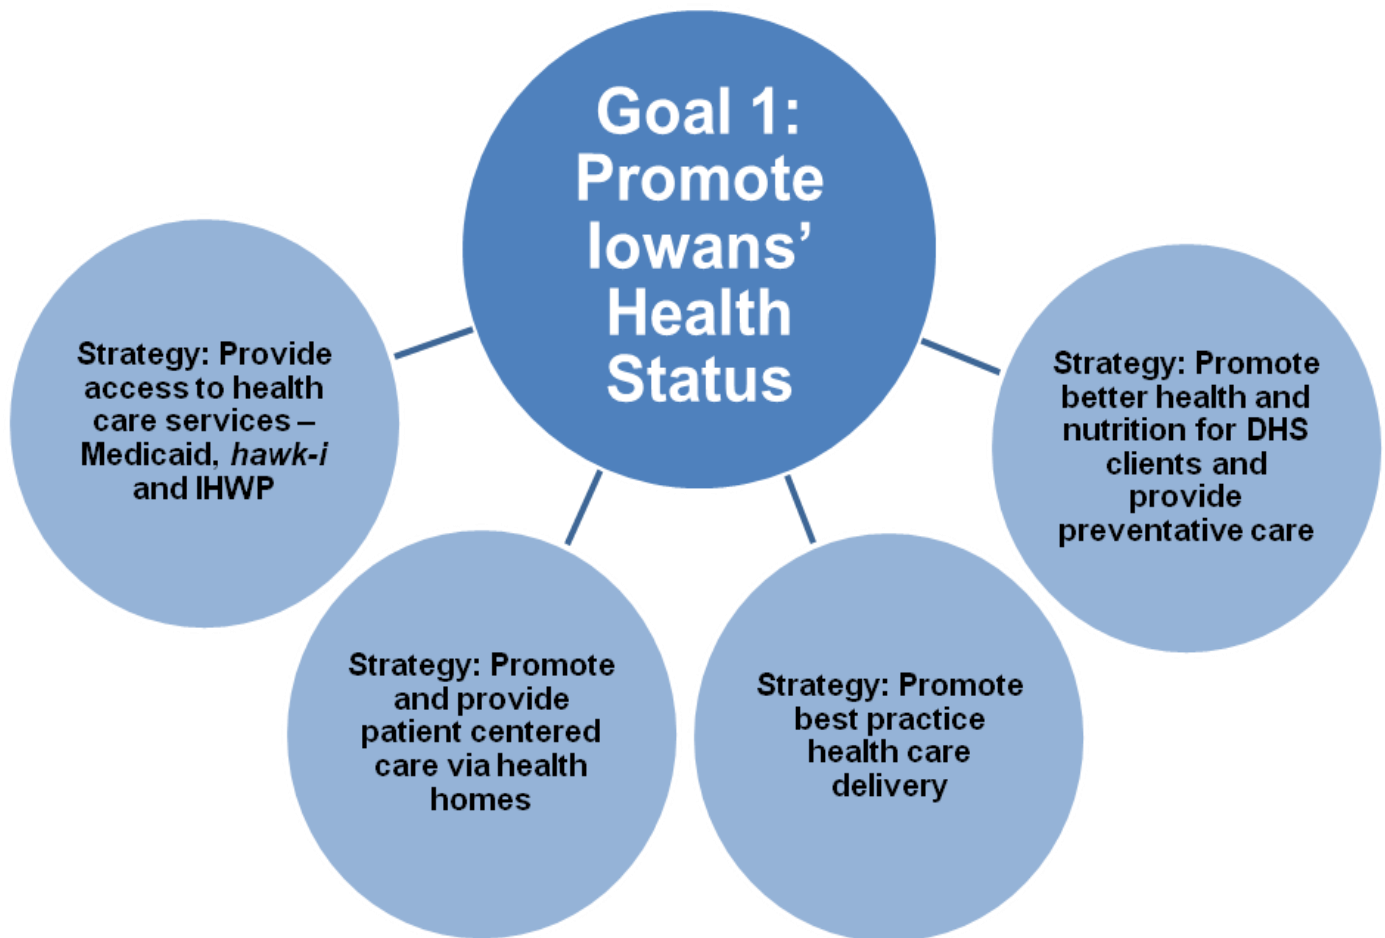 Goal 1:
Promote
Iowans’
Health
Status
Strategy: Provide
access to health
care services –
Medicaid, hawk-i
and IHWP
Strategy: Promote
and provide
patient centered
care via health
homes
Strategy: Promote
best practice
health care
delivery
Strategy: Promote
better health and
nutrition for DHS
clients and
provide
preventative care